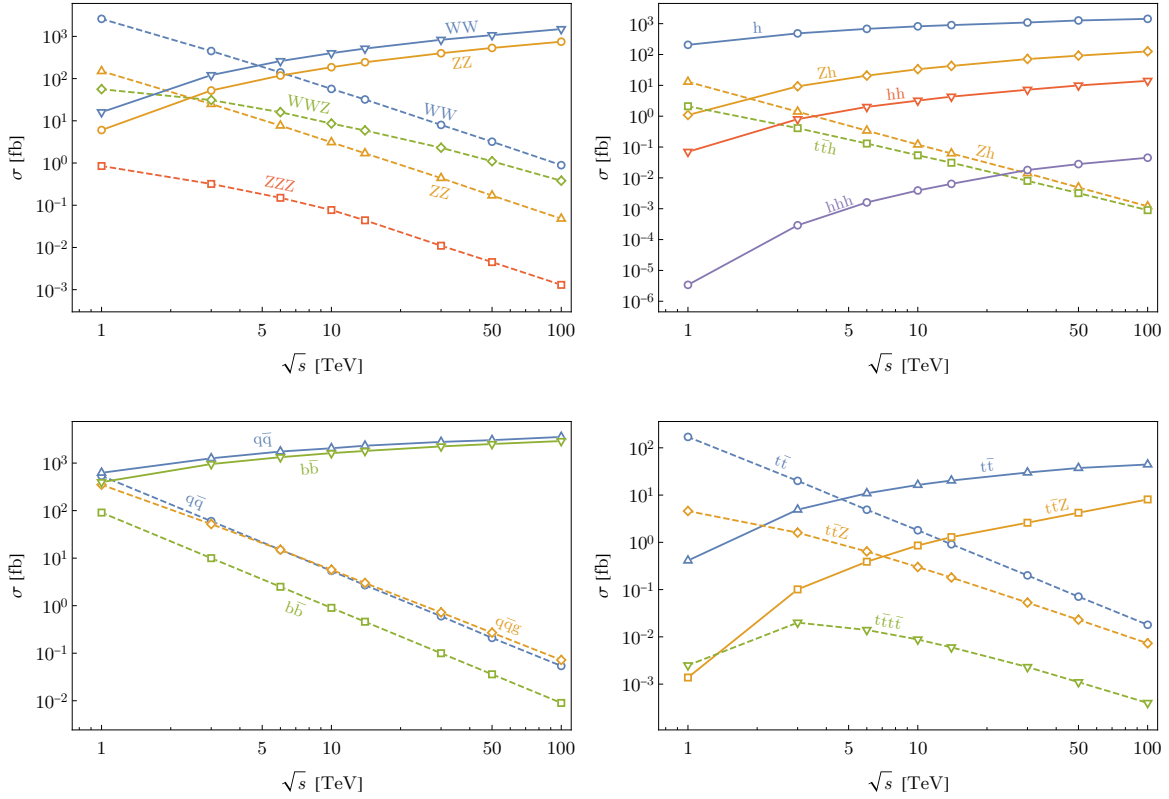 10³
10²
10¹
10⁰
10⁻¹
10⁻²
10⁻³
σ [fb]
WW
ZZ
WWZ
WW
ZZZ
ZZ
1 5 10 50 100
√s [TeV]
10³
10²
10¹
10⁰
10⁻¹
10⁻²
10⁻³
10⁻⁴
10⁻⁵
10⁻⁶
σ [fb]
h
Zh
hh
tt̄h
Zh
hhh
1 5 10 50 100
√s [TeV]
10³
10²
10¹
10⁰
10⁻¹
10⁻²
σ [fb]
qq̄
bb̄
qq̄
bb̄
qq̄g
1 5 10 50 100
√s [TeV]
10²
10¹
10⁰
10⁻¹
10⁻²
10⁻³
σ [fb]
tt̄
tt̄
tt̄Z
tt̄Z
tt̄tt̄
1 5 10 50 100
√s [TeV]